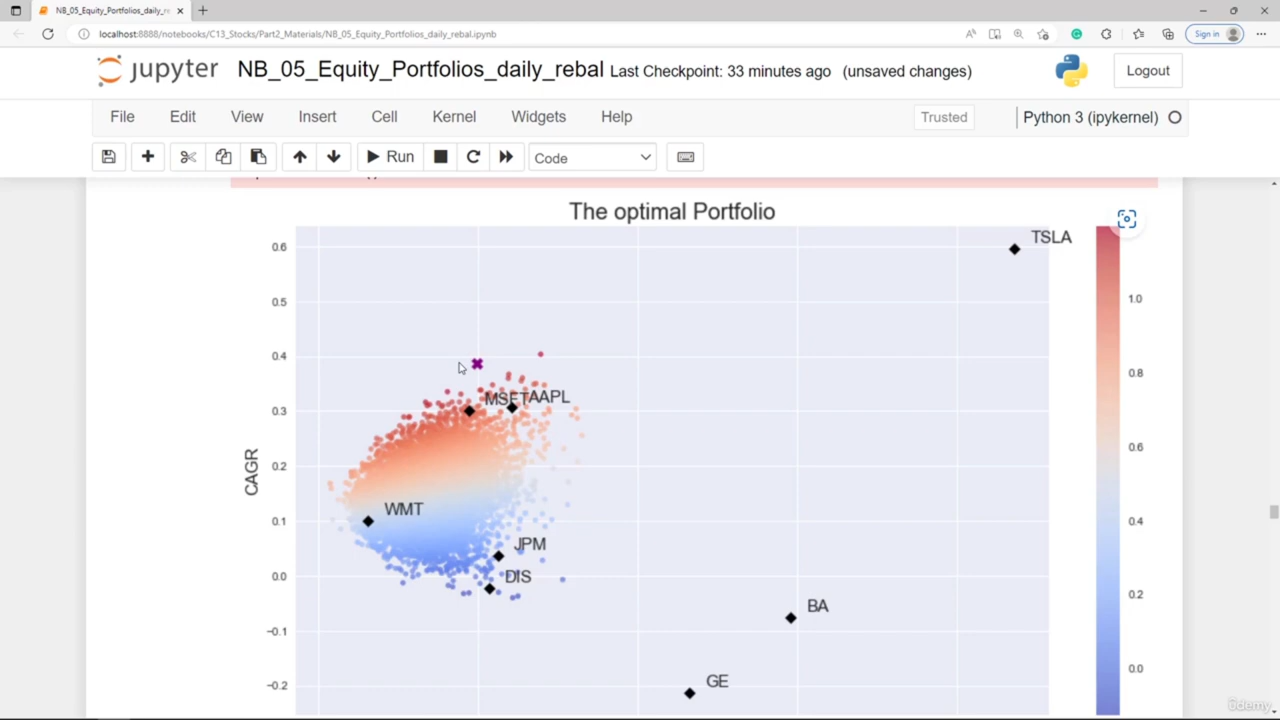 NB_05_Equity_Portfolios_daily_re
localhost:8888/notebooks/C13_Stocks/Part2_Materials/NB_05_Equity_Portfolios_daily_rebal.ipynb
Sign in
jupyter NB_05_Equity_Portfolios_daily_rebal Last Checkpoint: 33 minutes ago (unsaved changes)
Logout
File Edit View Insert Cell Kernel Widgets Help
Trusted
Python 3 (ipykernel)
Run
Code
The optimal Portfolio
TSLA
0.6
0.5
0.4
0.3
0.2
0.1
0.0
−0.1
−0.2
CAGR
MSFT
AAPL
WMT
JPM
DIS
BA
GE
1.0
0.8
0.6
0.4
0.2
0.0
ûdemy